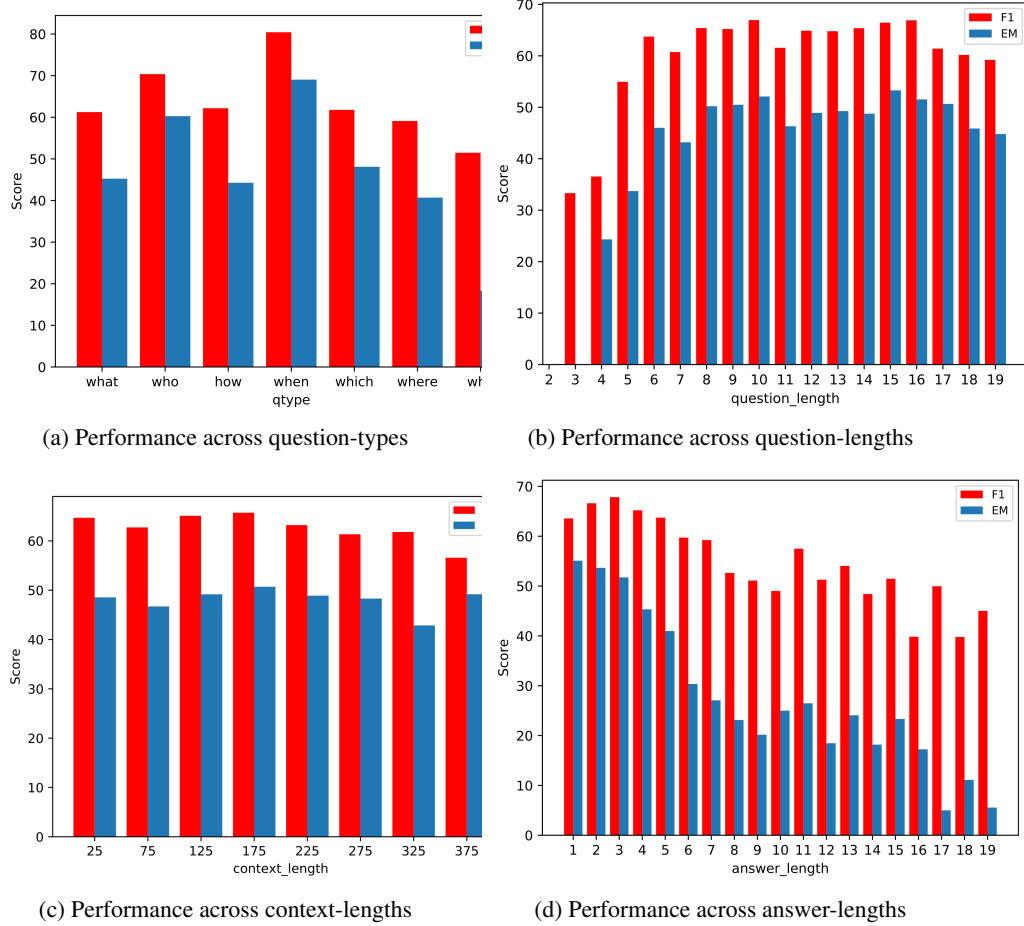 80
70
60
50
40
30
20
10
0
Score
what who how when which where wh
qtype
(a) Performance across question-types
70
60
50
40
30
20
10
0
Score
F1
EM
2 3 4 5 6 7 8 9 10 11 12 13 14 15 16 17 18 19
question_length
(b) Performance across question-lengths
60
50
40
30
20
10
0
Score
25 75 125 175 225 275 325 375
context_length
(c) Performance across context-lengths
70
60
50
40
30
20
10
0
Score
F1
EM
1 2 3 4 5 6 7 8 9 10 11 12 13 14 15 16 17 18 19
answer_length
(d) Performance across answer-lengths